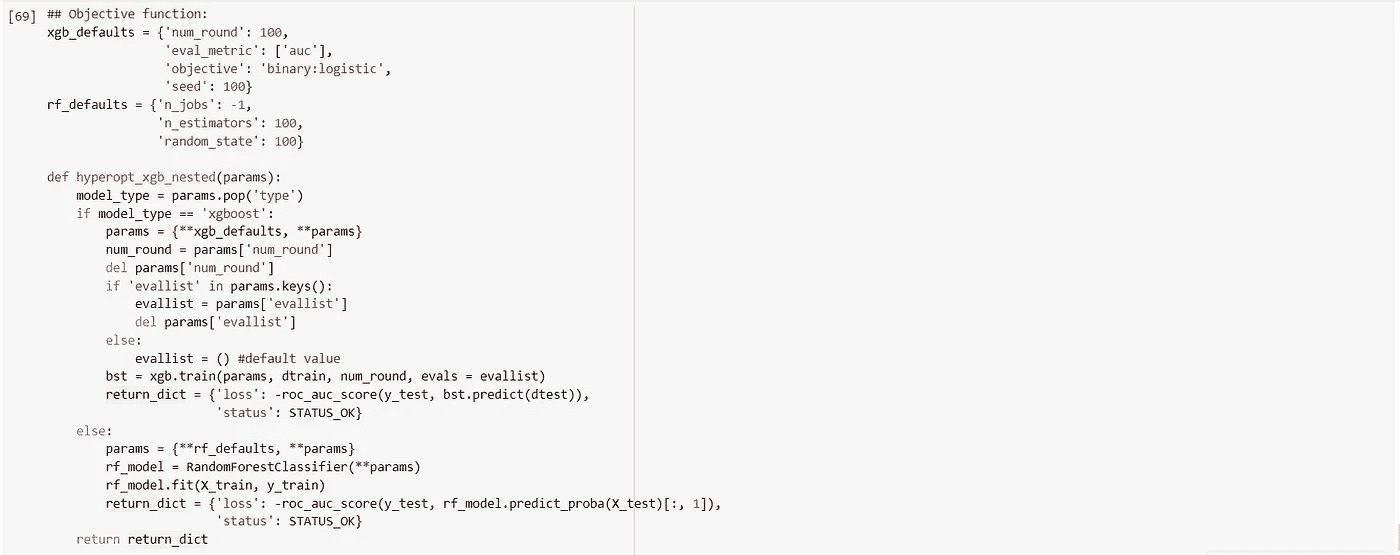 [69] ## Objective function:
xgb_defaults = {'num_round': 100,
                'eval_metric': ['auc'],
                'objective': 'binary:logistic',
                'seed': 100}
rf_defaults = {'n_jobs': -1,
               'n_estimators': 100,
               'random_state': 100}

def hyperopt_xgb_nested(params):
    model_type = params.pop('type')
    if model_type == 'xgboost':
        params = {**xgb_defaults, **params}
        num_round = params['num_round']
        del params['num_round']
        if 'evallist' in params.keys():
            evallist = params['evallist']
            del params['evallist']
        else:
            evallist = () #default value
        bst = xgb.train(params, dtrain, num_round, evals = evallist)
        return_dict = {'loss': -roc_auc_score(y_test, bst.predict(dtest)),
                       'status': STATUS_OK}
    else:
        params = {**rf_defaults, **params}
        rf_model = RandomForestClassifier(**params)
        rf_model.fit(X_train, y_train)
        return_dict = {'loss': -roc_auc_score(y_test, rf_model.predict_proba(X_test)[:, 1]),
                       'status': STATUS_OK}
    return return_dict